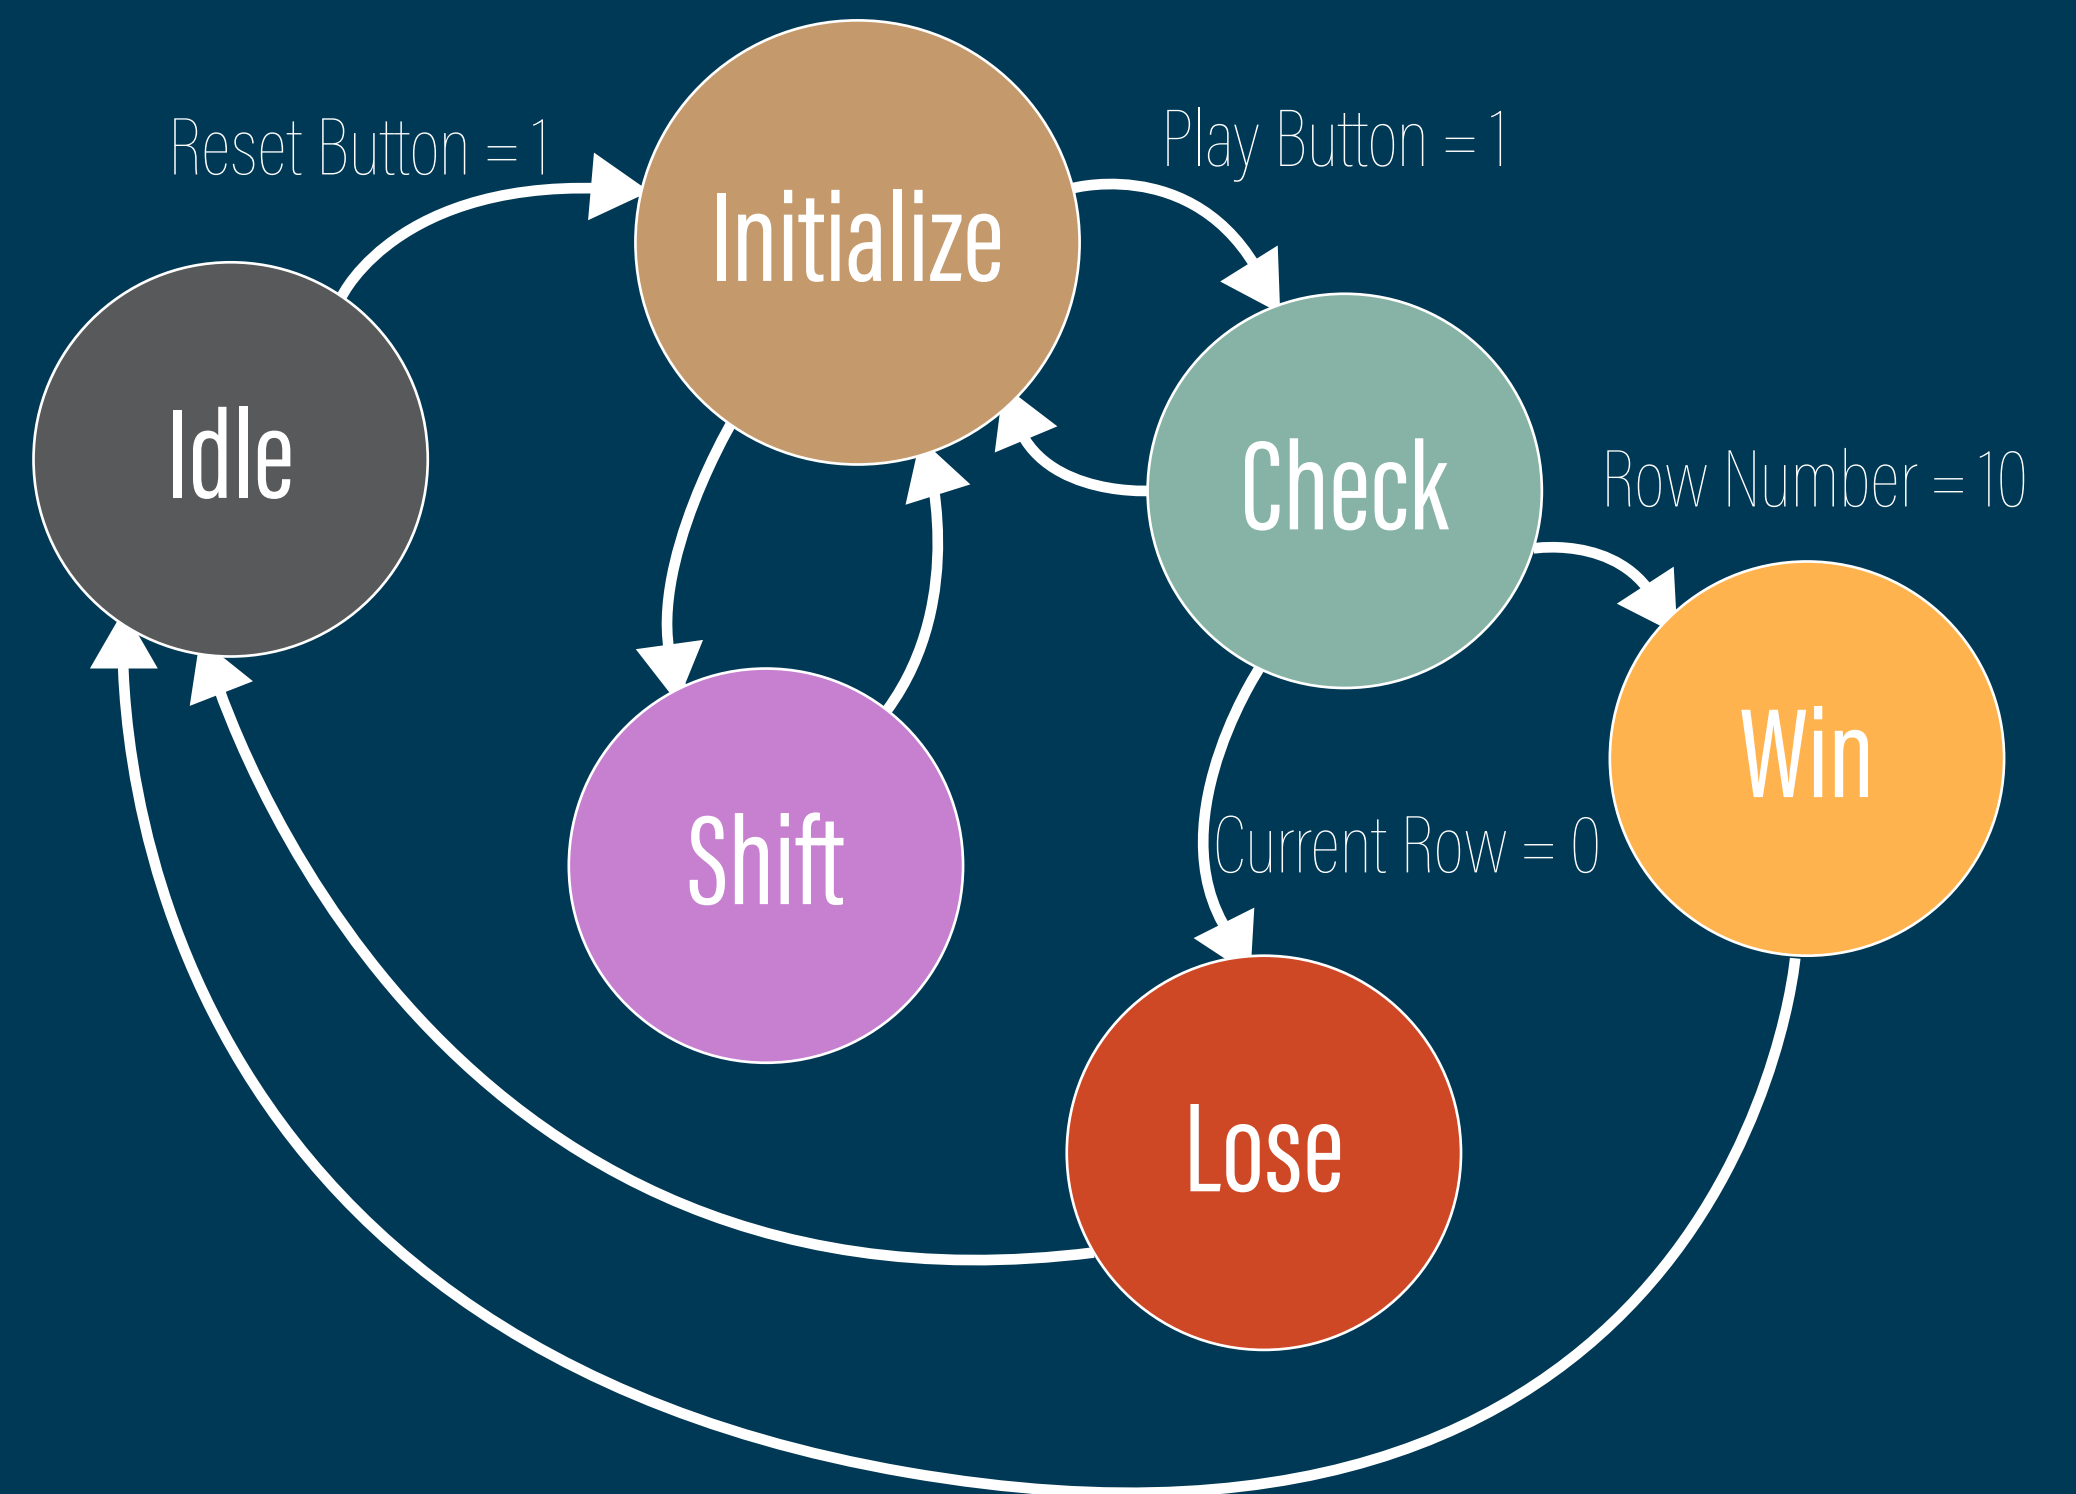 Reset Button = 1
Play Button = 1
Initialize
Idle
Check
Row Number = 10
Win
Shift
Current Row = 0
Lose